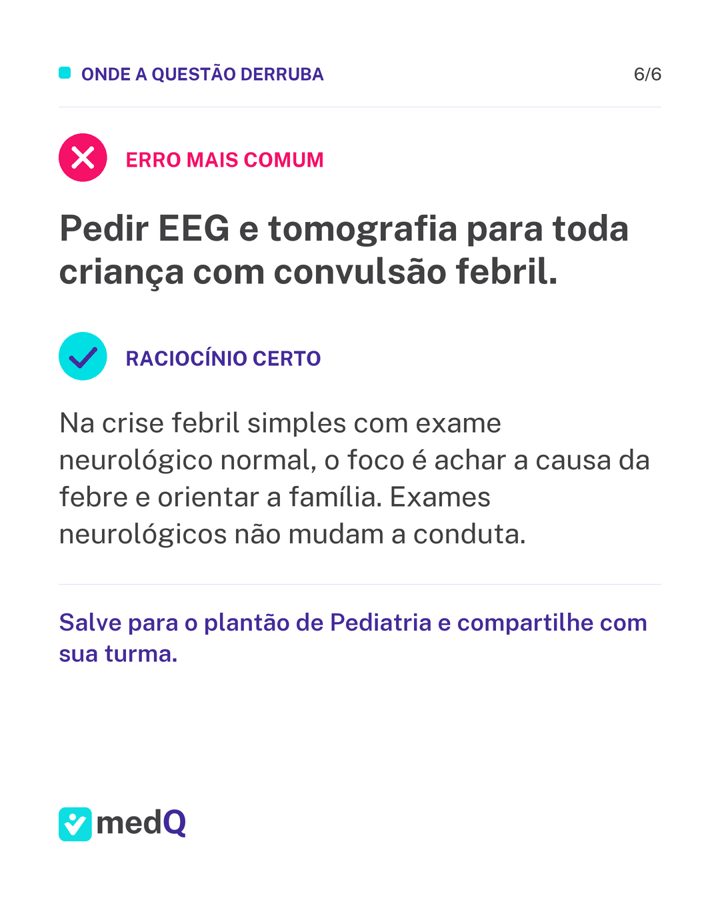 ONDE A QUESTÃO DERRUBA
6/6
ERRO MAIS COMUM
Pedir EEG e tomografia para toda
criança com convulsão febril.
RACIOCÍNIO CERTO
Na crise febril simples com exame
neurológico normal, o foco é achar a causa da
febre e orientar a família. Exames
neurológicos não mudam a conduta.
Salve para o plantão de Pediatria e compartilhe com
sua turma.
medQ